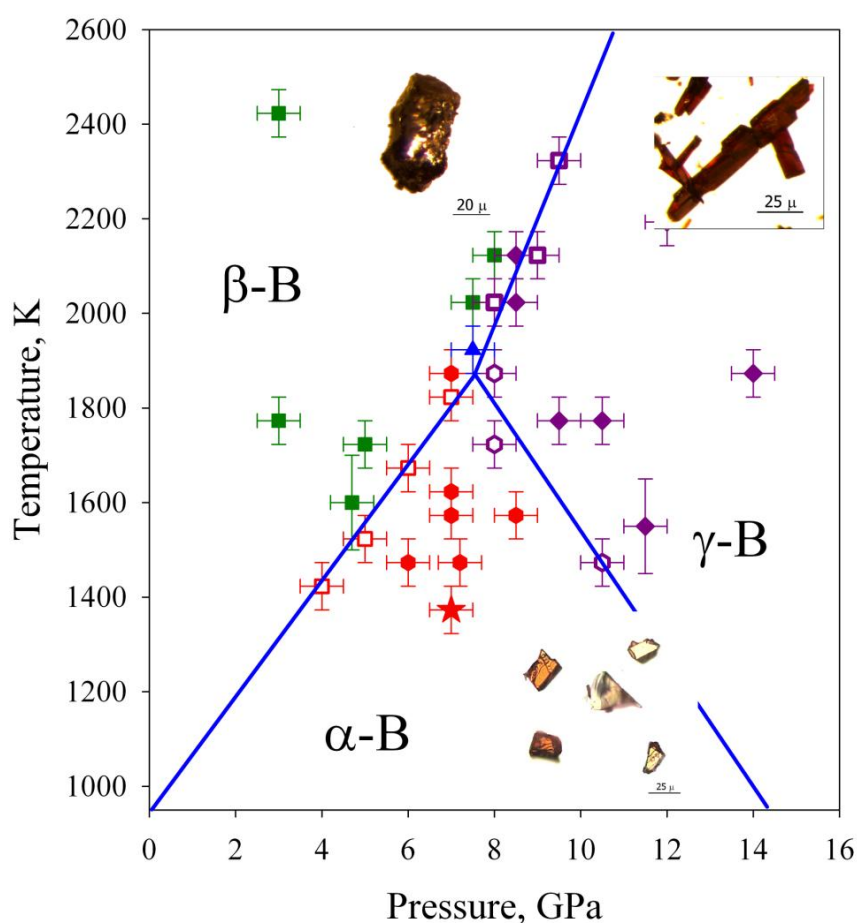 2600
2400
2200
2000
1800
1600
1400
1200
1000
Temperature, K
0 2 4 6 8 10 12 14 16
Pressure, GPa
β-B
γ-B
α-B
20 μ
25 μ
25 μ